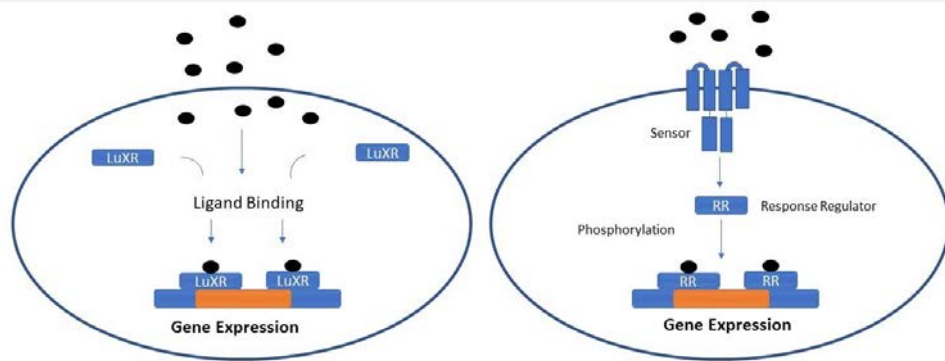 LuXR
LuXR
Ligand Binding
LuXR
LuXR
Gene Expression
Sensor
RR
Response Regulator
Phosphorylation
RR
RR
Gene Expression